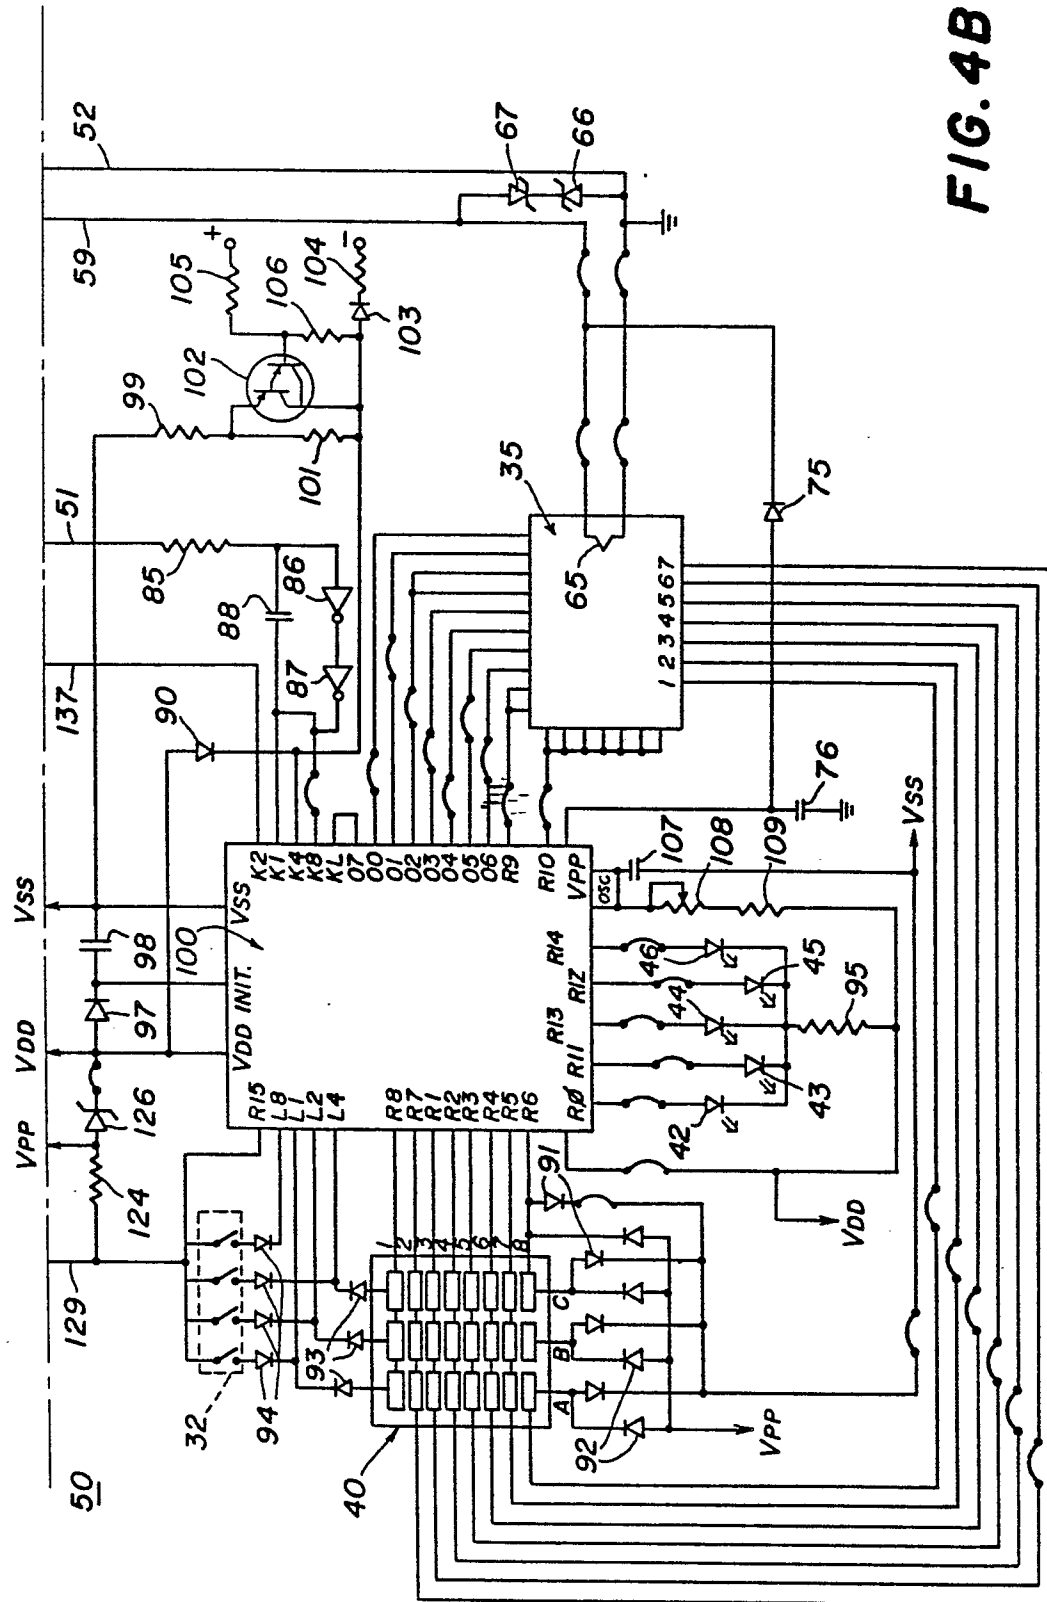 FIG. 4B
52
59
67
66
+
105
106
−
104
103
102
99
101
51
85
88
86
87
137
90
35
65
75
1 2 3 4 5 6 7
76
VSS
VDD
VPP
98
100
97
126
124
129
VSS
INIT.
VDD
K2
K1
K4
K8
KL
O7
O0
O1
O2
O3
O4
O5
O6
R9
R10
VPP
OSC
R14
R12
R13
R11
RØ
R15
L8
L1
L2
L4
R8
R7
R1
R2
R3
R4
R5
R6
107
108
109
VSS
46
45
44
43
42
95
VDD
91
1
2
3
4
5
6
7
8
C
B
A
93
94
32
92
VPP
40
50